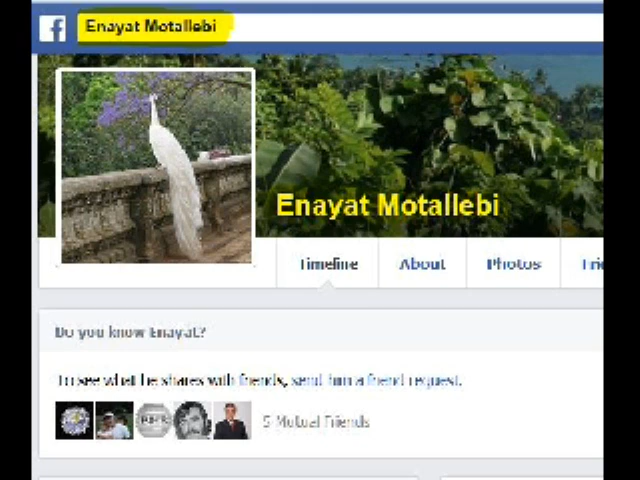 f
Enayat Motallebi
Enayat Motallebi
Timeline
About
Photos
Do you know Enayat?
To see what he shares with friends, send him a friend request.
5 Mutual Friends